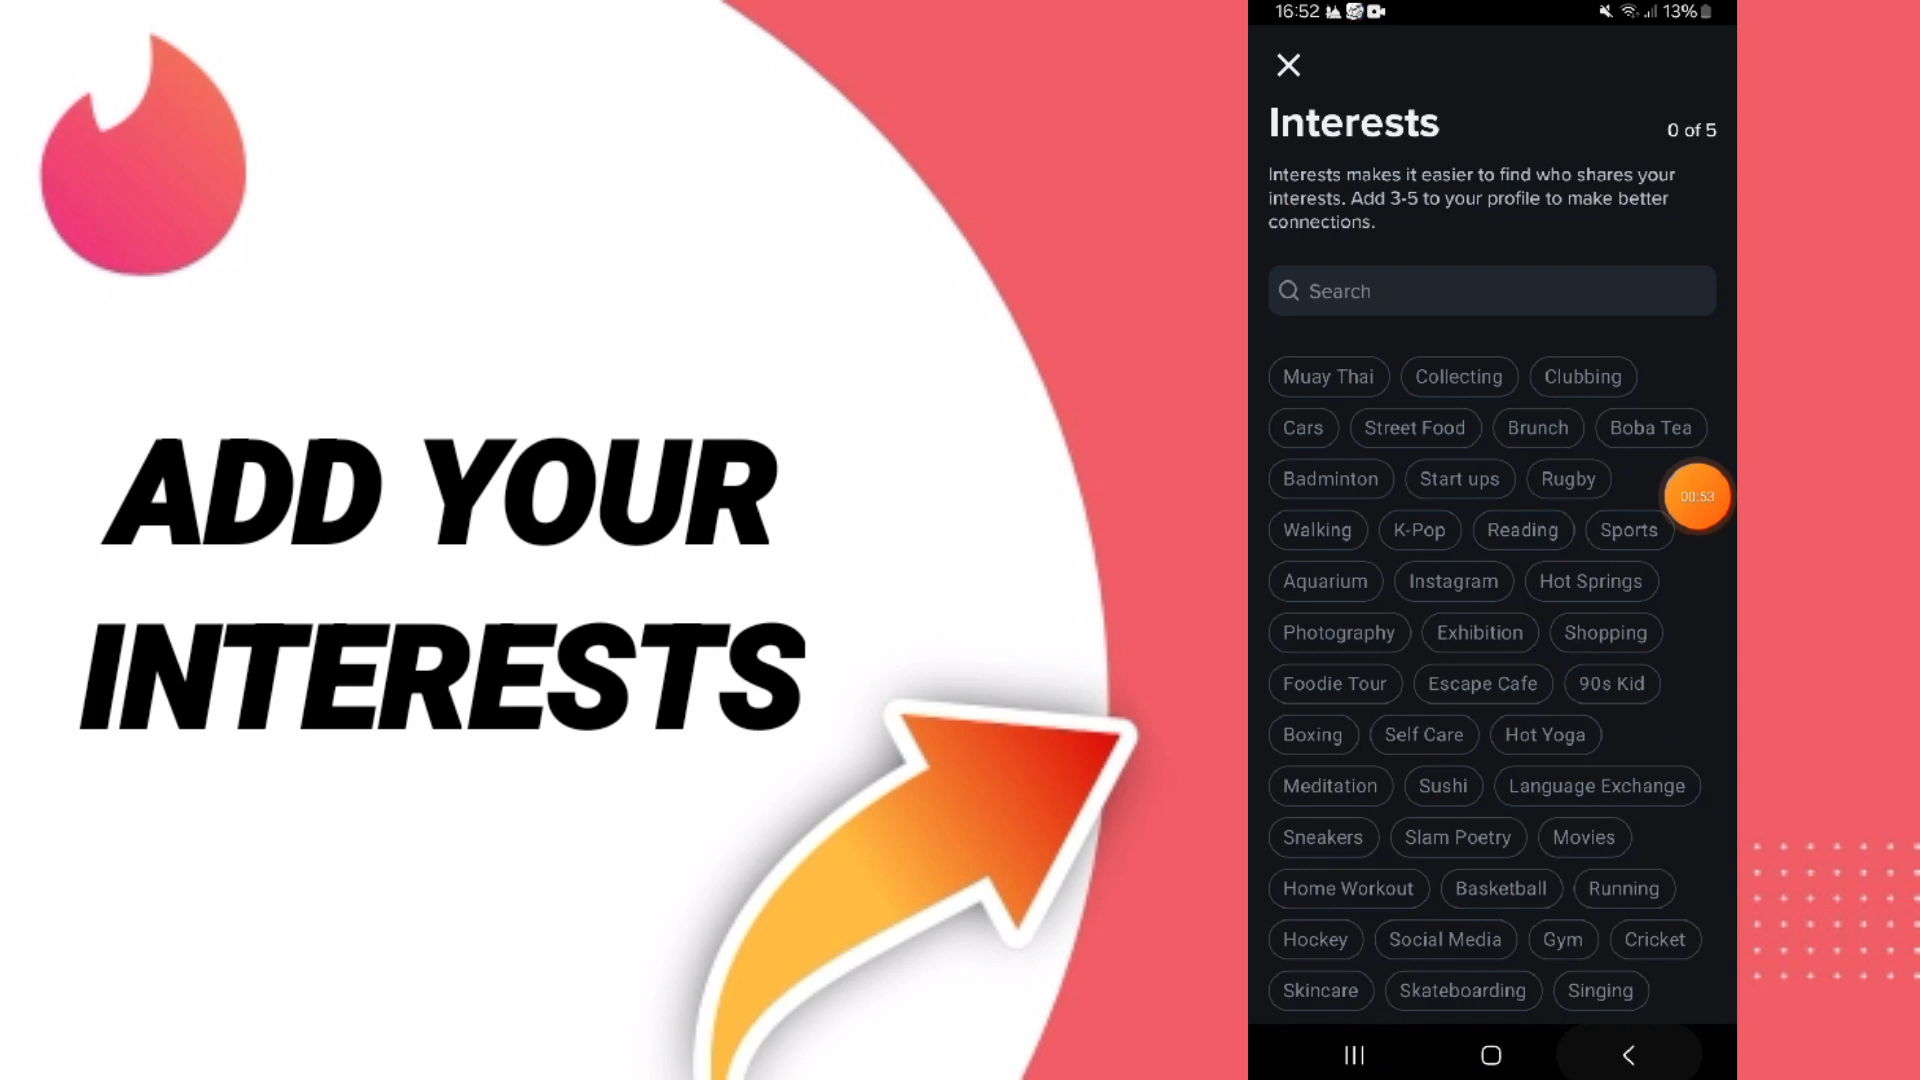 ADD YOUR
INTERESTS
16:52
13%
Interests
0 of 5
Interests makes it easier to find who shares your
interests. Add 3-5 to your profile to make better
connections.
Search
Muay Thai Collecting Clubbing
Cars Street Food Brunch Boba Tea
Badminton Start ups Rugby
00:53
Walking K-Pop Reading Sports
Aquarium Instagram Hot Springs
Photography Exhibition Shopping
Foodie Tour Escape Cafe 90s Kid
Boxing Self Care Hot Yoga
Meditation Sushi Language Exchange
Sneakers Slam Poetry Movies
Home Workout Basketball Running
Hockey Social Media Gym Cricket
Skincare Skateboarding Singing